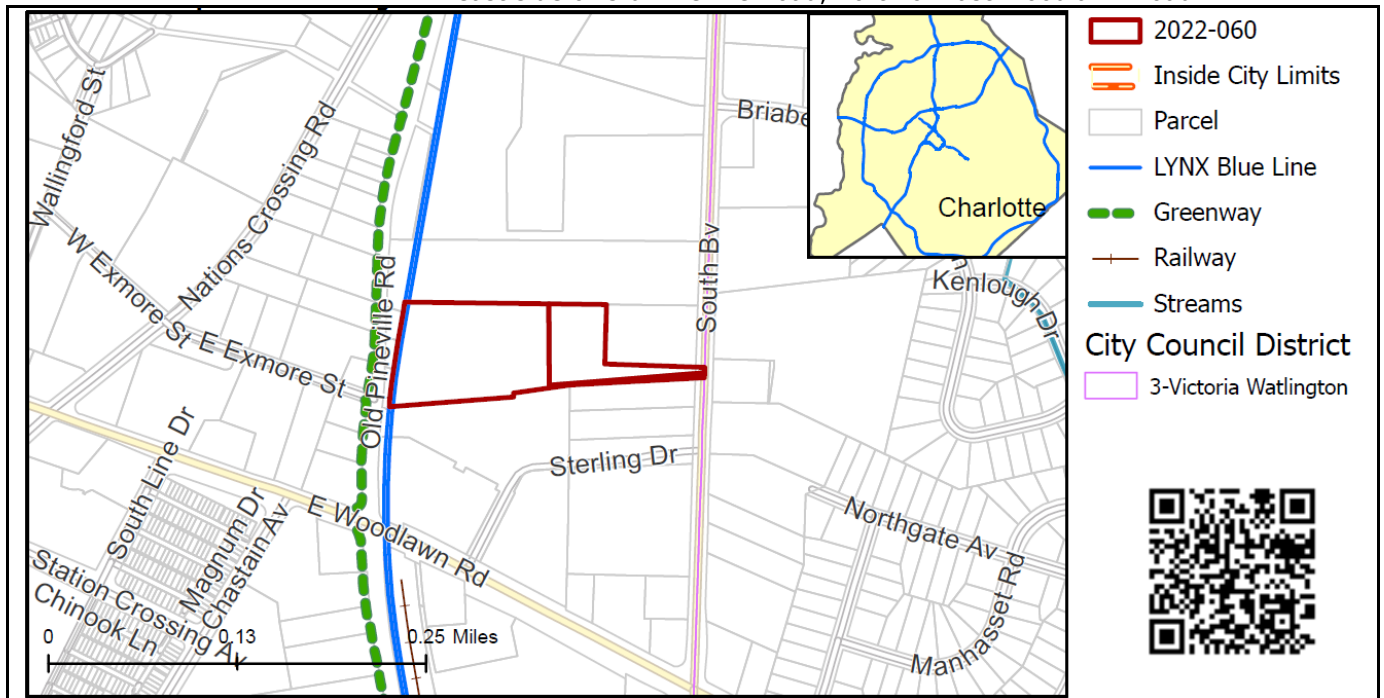 Wallingford St
Nations Crossing Rd
W Exmore St
E Exmore St
Old Pineville Rd
South Bv
Kenlough Dr
Sterling Dr
E Woodlawn Rd
Northgate Av
Manhasset Rd
South Line Dr
Magnum Dr
Chastain Av
Station Crossing Av
Chinook Ln
0
0.13
0.25 Miles
Charlotte
2022-060
Inside City Limits
Parcel
LYNX Blue Line
Greenway
Railway
Streams
City Council District
3-Victoria Watlington